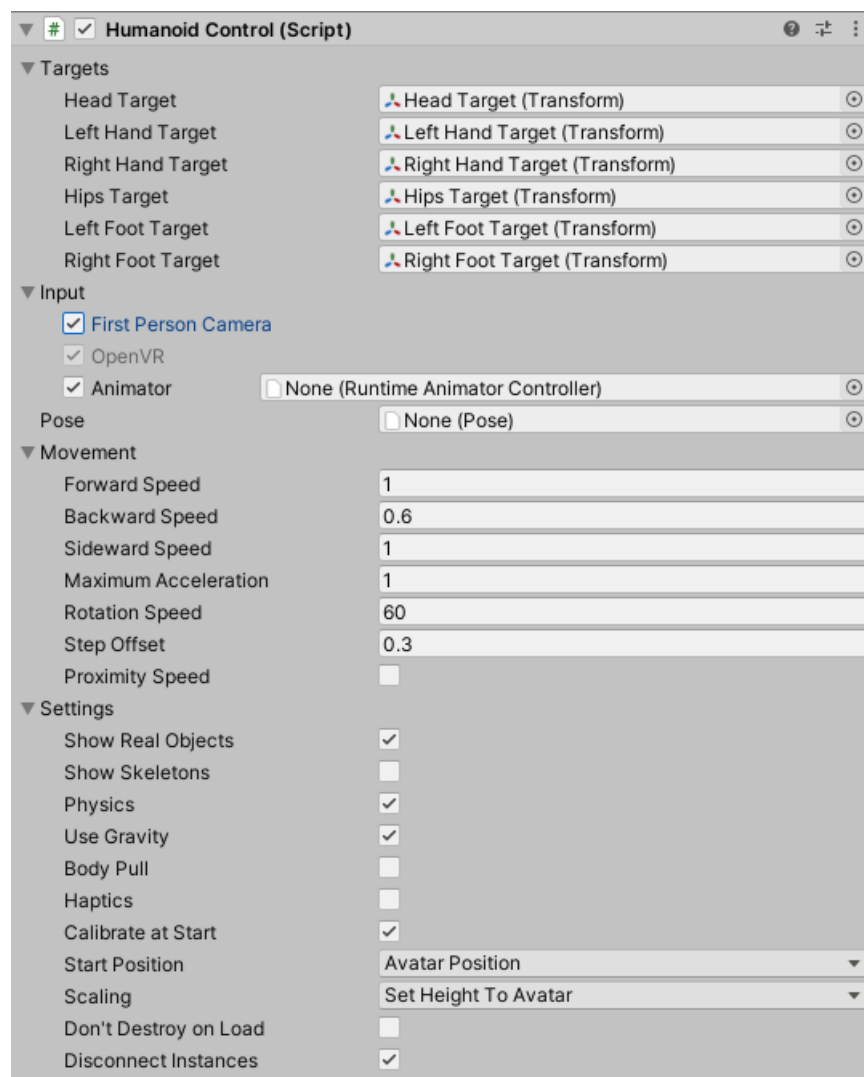 Humanoid Control (Script)
Targets
Head Target Head Target (Transform)
Left Hand Target Left Hand Target (Transform)
Right Hand Target Right Hand Target (Transform)
Hips Target Hips Target (Transform)
Left Foot Target Left Foot Target (Transform)
Right Foot Target Right Foot Target (Transform)
Input
First Person Camera
OpenVR
Animator None (Runtime Animator Controller)
Pose None (Pose)
Movement
Forward Speed 1
Backward Speed 0.6
Sideward Speed 1
Maximum Acceleration 1
Rotation Speed 60
Step Offset 0.3
Proximity Speed
Settings
Show Real Objects
Show Skeletons
Physics
Use Gravity
Body Pull
Haptics
Calibrate at Start
Start Position Avatar Position
Scaling Set Height To Avatar
Don't Destroy on Load
Disconnect Instances